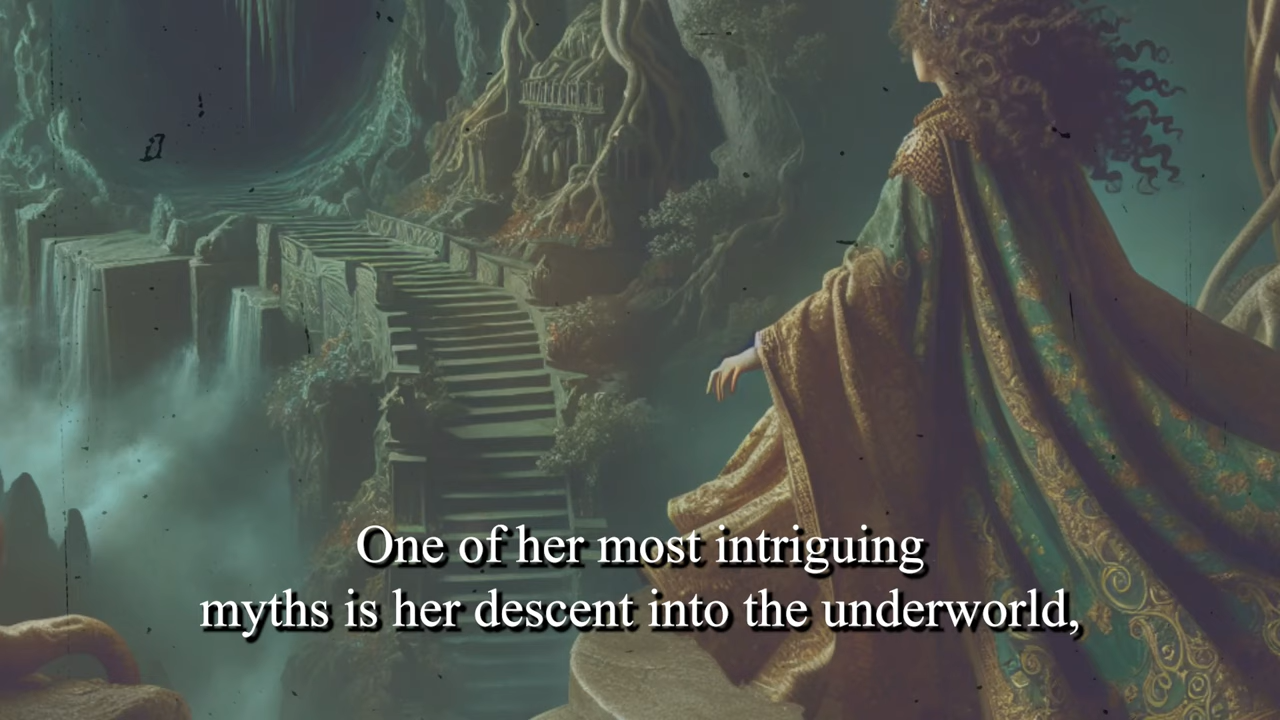 One of her most intriguing
myths is her descent into the underworld,